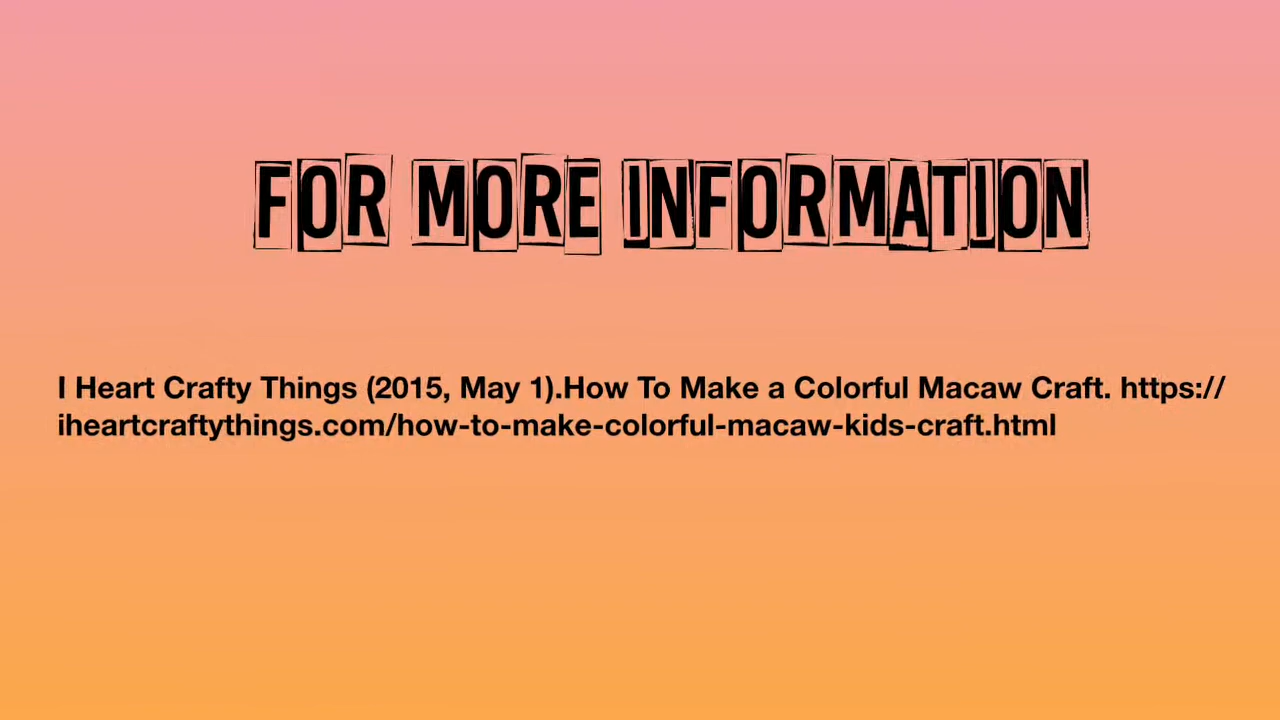 FOR MORE INFORMATION
I Heart Crafty Things (2015, May 1).How To Make a Colorful Macaw Craft. https://
iheartcraftythings.com/how-to-make-colorful-macaw-kids-craft.html